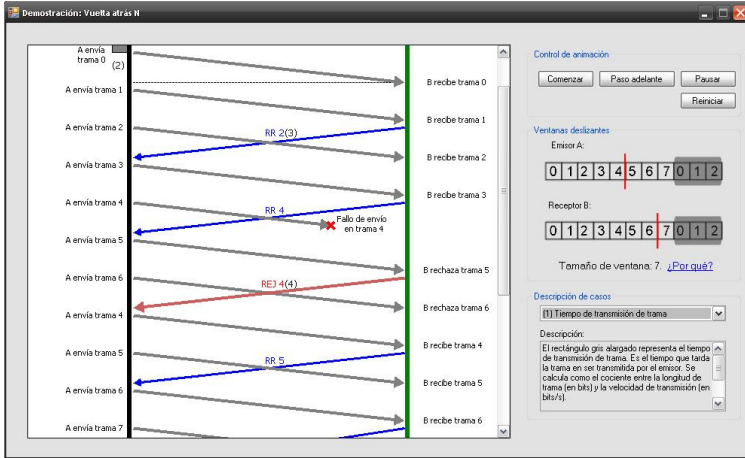 Demostración: Vuetta atrás N
A envía
trama 0
(2)
B recibe trama 0
A envía trama 1
B recibe trama 1
A envía trama 2
RR 2(3)
B recibe trama 2
A envía trama 3
B recibe trama 3
A envía trama 4
RR 4
Fallo de envío
en trama 4
A envía trama 5
B rechaza trama 5
A envía trama 6
REJ 4(4)
B rechaza trama 6
A envía trama 4
B recibe trama 4
A envía trama 5
RR 5
B recibe trama 5
A envía trama 6
B recibe trama 6
A envía trama 7
Control de animación
Comenzar
Paso adelante
Pausar
Reiniciar
Ventanas deslizantes
Emisor A:
0 1 2 3 4 5 6 7 0 1 2
Receptor B:
0 1 2 3 4 5 6 7 0 1 2
Tamaño de ventana: 7. ¿Por qué?
Descripción de casos
(1) Tiempo de transmisión de trama
Descripción:
El rectángulo gris alargado representa el tiempo
de transmisión de trama. Es el tiempo que tarda
la trama en ser transmitida por el emisor. Se
calcula como el cociente entre la longitud de
trama (en bits) y la velocidad de transmisión (en
bits/s).